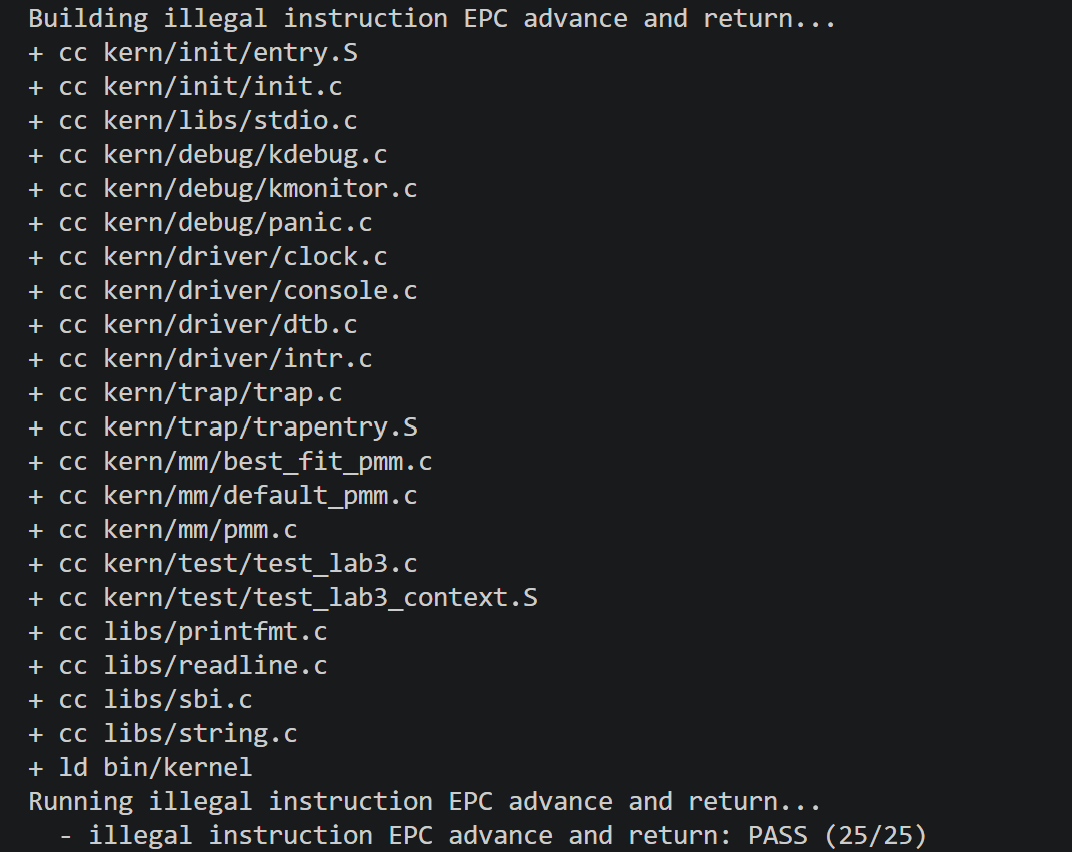 Building illegal instruction EPC advance and return...
+ cc kern/init/entry.S
+ cc kern/init/init.c
+ cc kern/libs/stdio.c
+ cc kern/debug/kdebug.c
+ cc kern/debug/kmonitor.c
+ cc kern/debug/panic.c
+ cc kern/driver/clock.c
+ cc kern/driver/console.c
+ cc kern/driver/dtb.c
+ cc kern/driver/intr.c
+ cc kern/trap/trap.c
+ cc kern/trap/trapentry.S
+ cc kern/mm/best_fit_pmm.c
+ cc kern/mm/default_pmm.c
+ cc kern/mm/pmm.c
+ cc kern/test/test_lab3.c
+ cc kern/test/test_lab3_context.S
+ cc libs/printfmt.c
+ cc libs/readline.c
+ cc libs/sbi.c
+ cc libs/string.c
+ ld bin/kernel
Running illegal instruction EPC advance and return...
  - illegal instruction EPC advance and return: PASS (25/25)